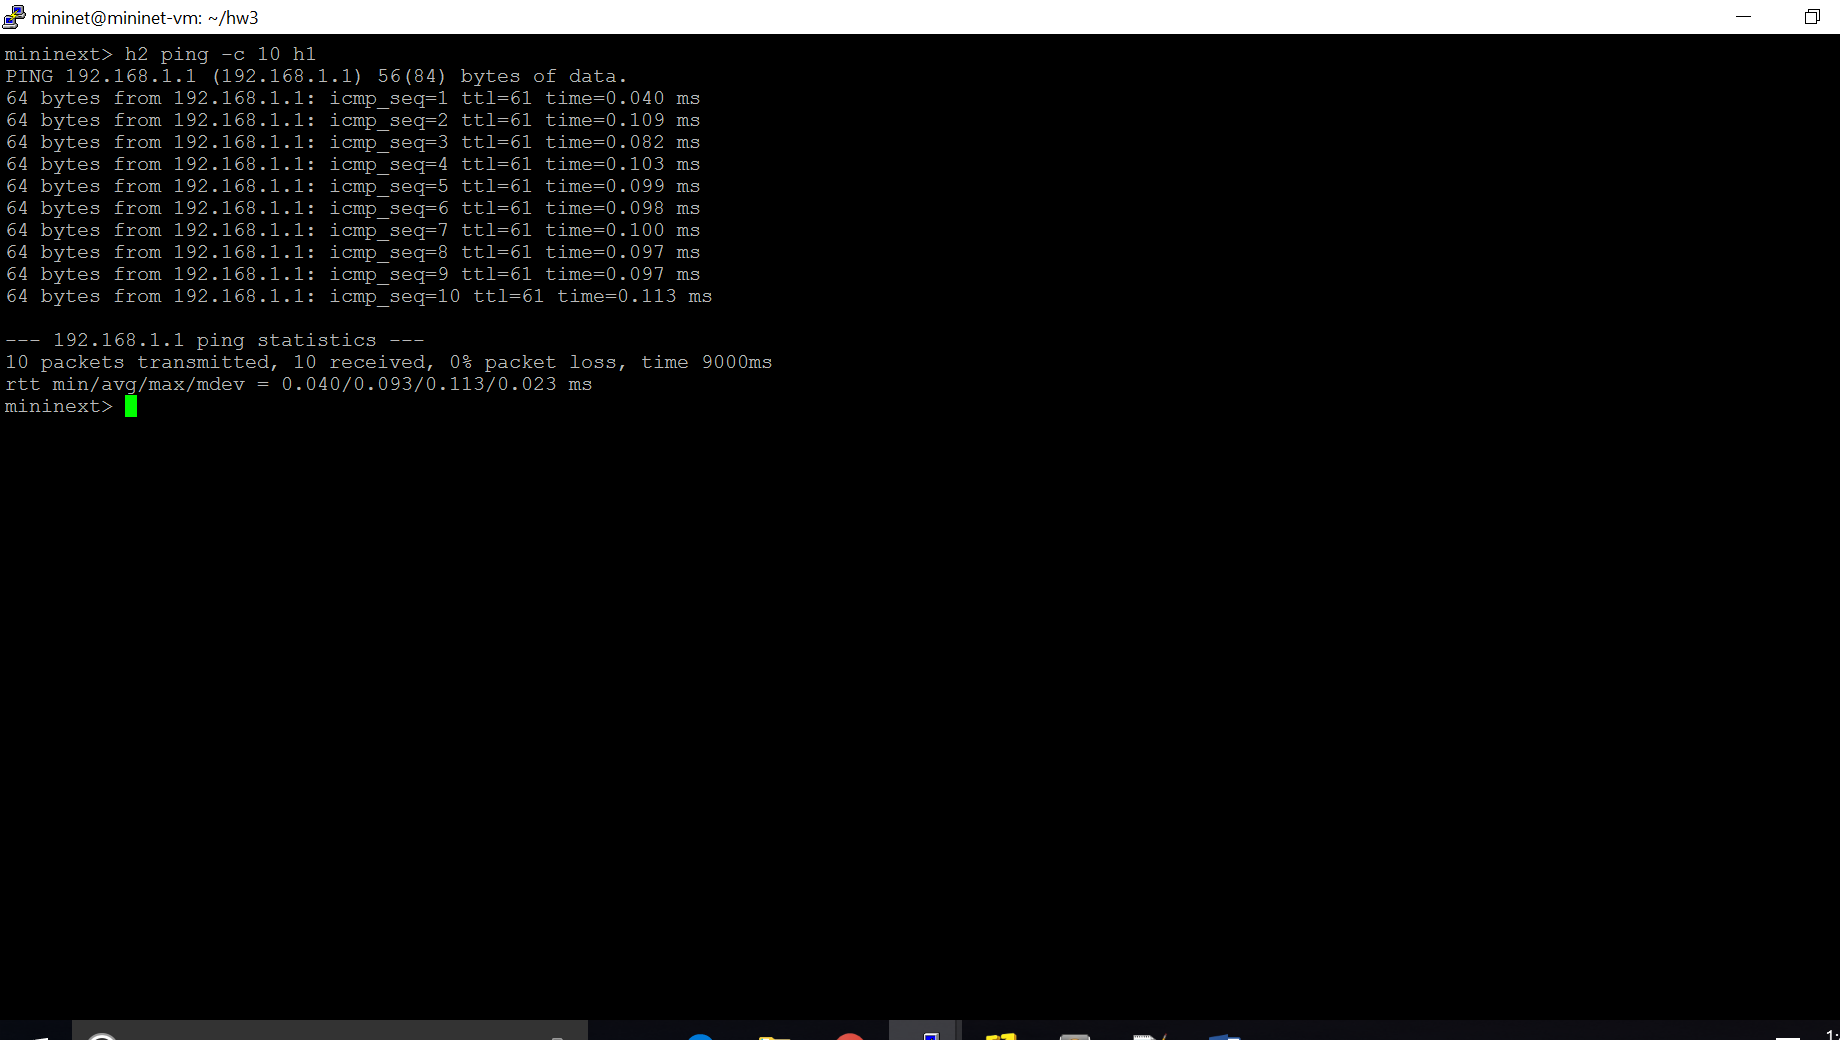 mininet@mininet-vm: ~/hw3
mininext> h2 ping -c 10 h1
PING 192.168.1.1 (192.168.1.1) 56(84) bytes of data.
64 bytes from 192.168.1.1: icmp_seq=1 ttl=61 time=0.040 ms
64 bytes from 192.168.1.1: icmp_seq=2 ttl=61 time=0.109 ms
64 bytes from 192.168.1.1: icmp_seq=3 ttl=61 time=0.082 ms
64 bytes from 192.168.1.1: icmp_seq=4 ttl=61 time=0.103 ms
64 bytes from 192.168.1.1: icmp_seq=5 ttl=61 time=0.099 ms
64 bytes from 192.168.1.1: icmp_seq=6 ttl=61 time=0.098 ms
64 bytes from 192.168.1.1: icmp_seq=7 ttl=61 time=0.100 ms
64 bytes from 192.168.1.1: icmp_seq=8 ttl=61 time=0.097 ms
64 bytes from 192.168.1.1: icmp_seq=9 ttl=61 time=0.097 ms
64 bytes from 192.168.1.1: icmp_seq=10 ttl=61 time=0.113 ms
--- 192.168.1.1 ping statistics ---
10 packets transmitted, 10 received, 0% packet loss, time 9000ms
rtt min/avg/max/mdev = 0.040/0.093/0.113/0.023 ms
mininext>